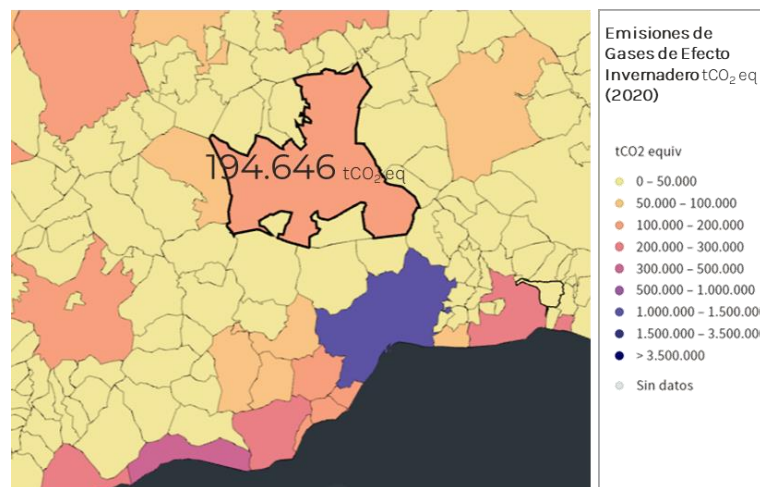 194.646 tCO₂eq
Emisiones de
Gases de Efecto
Invernadero tCO₂ eq
(2020)
tCO2 equiv
0 – 50.000
50.000 – 100.000
100.000 – 200.000
200.000 – 300.000
300.000 – 500.000
500.000 – 1.000.000
1.000.000 – 1.500.00
1.500.000 – 3.500.00
> 3.500.000
Sin datos